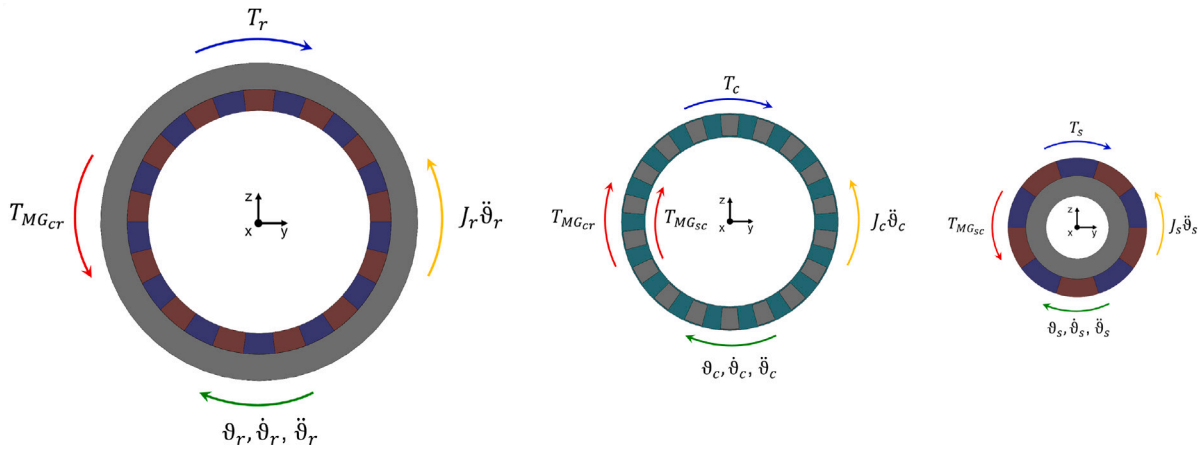 T_r
T_{MG_{cr}}
z
x y
J_r ϑ̈_r
ϑ_r, ϑ̇_r, ϑ̈_r
T_c
T_{MG_{cr}}
T_{MG_{sc}}
z
x y
J_c ϑ̈_c
ϑ_c, ϑ̇_c, ϑ̈_c
T_s
T_{MG_{sc}}
z
x y
J_s ϑ̈_s
ϑ_s, ϑ̇_s, ϑ̈_s